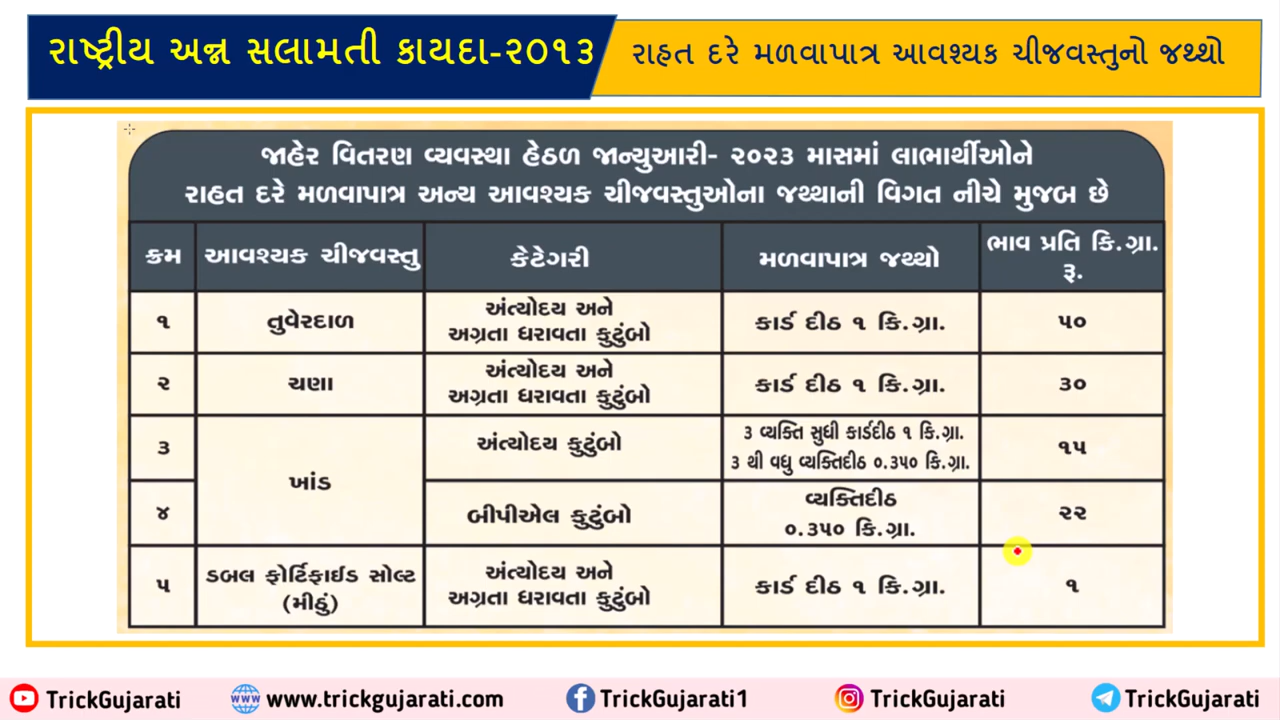 રાષ્ટ્રીય અન્ન સલામતી કાયદા-૨૦૧૩
રાહત દરે મળવાપાત્ર આવશ્યક ચીજવસ્તુનો જથ્થો
જાહેર વિતરણ વ્યવસ્થા હેઠળ જાન્યુઆરી- ૨૦૨૩ માસમાં લાભાર્થીઓને
રાહત દરે મળવાપાત્ર અન્ય આવશ્યક ચીજવસ્તુઓના જથ્થાની વિગત નીચે મુજબ છે
ક્રમ આવશ્યક ચીજવસ્તુ કેટેગરી મળવાપાત્ર જથ્થો ભાવ પ્રતિ કિ.ગ્રા.
રૂ.
૧ તુવેરદાળ અંત્યોદય અને
અગ્રતા ધરાવતા કુટુંબો કાર્ડ દીઠ ૧ કિ.ગ્રા. ૫૦
૨ ચણા અંત્યોદય અને
અગ્રતા ધરાવતા કુટુંબો કાર્ડ દીઠ ૧ કિ.ગ્રા. ૩૦
૩ ખાંડ અંત્યોદય કુટુંબો ૩ વ્યક્તિ સુધી કાર્ડદીઠ ૧ કિ.ગ્રા.
૩ થી વધુ વ્યક્તિદીઠ ૦.૩૫૦ કિ.ગ્રા. ૧૫
૪ બીપીએલ કુટુંબો વ્યક્તિદીઠ
૦.૩૫૦ કિ.ગ્રા. ૨૨
૫ ડબલ ફોર્ટિફાઈડ સોલ્ટ
(મીઠું) અંત્યોદય અને
અગ્રતા ધરાવતા કુટુંબો કાર્ડ દીઠ ૧ કિ.ગ્રા. ૧
TrickGujarati www.trickgujarati.com TrickGujarati1 TrickGujarati TrickGujarati